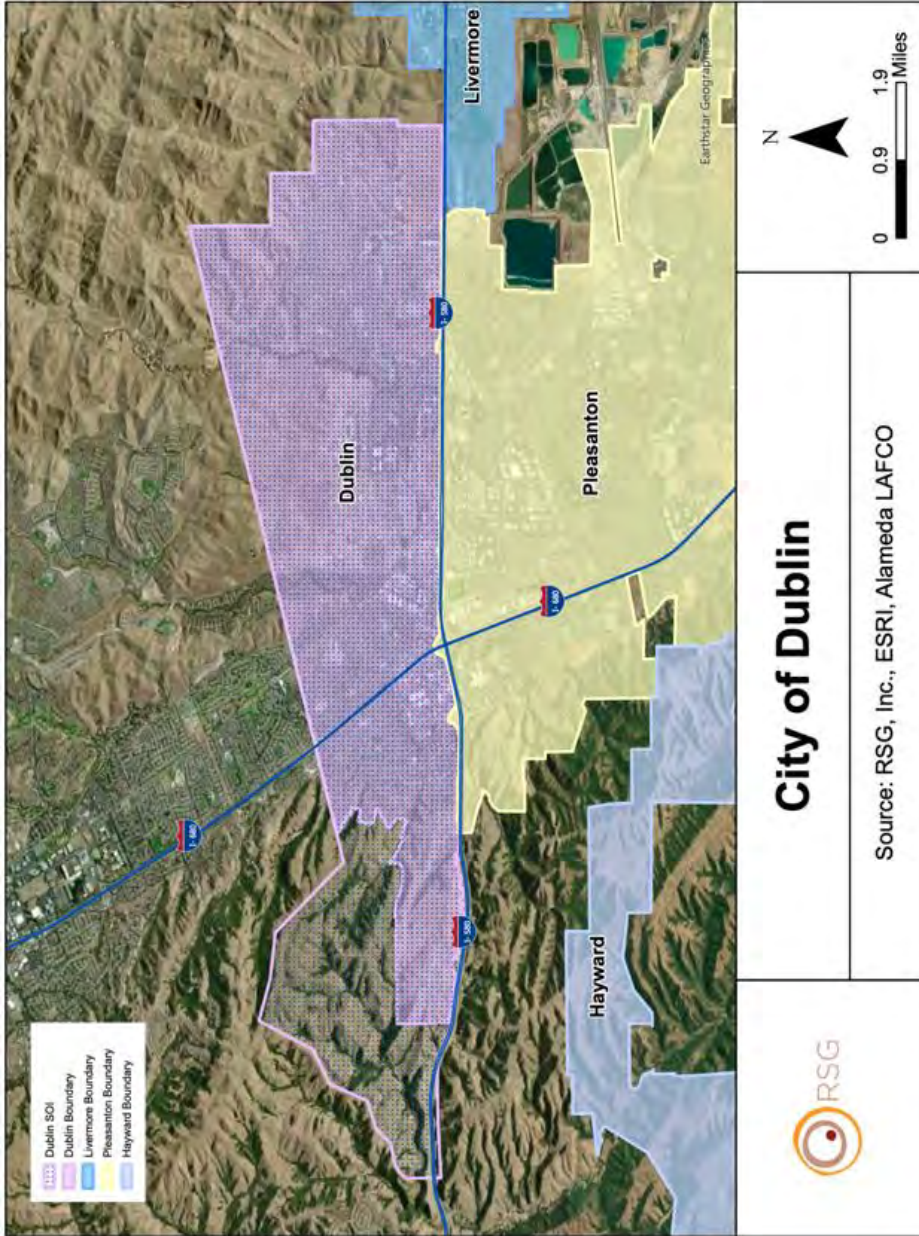 Dublin SOI
Dublin Boundary
Livermore Boundary
Pleasanton Boundary
Hayward Boundary
I-680
I-580
I-580
I-680
Dublin
Livermore
Pleasanton
Hayward
Earthstar Geographics
RSG
City of Dublin
Source: RSG, Inc., ESRI, Alameda LAFCO
N
0 0.9 1.9
Miles